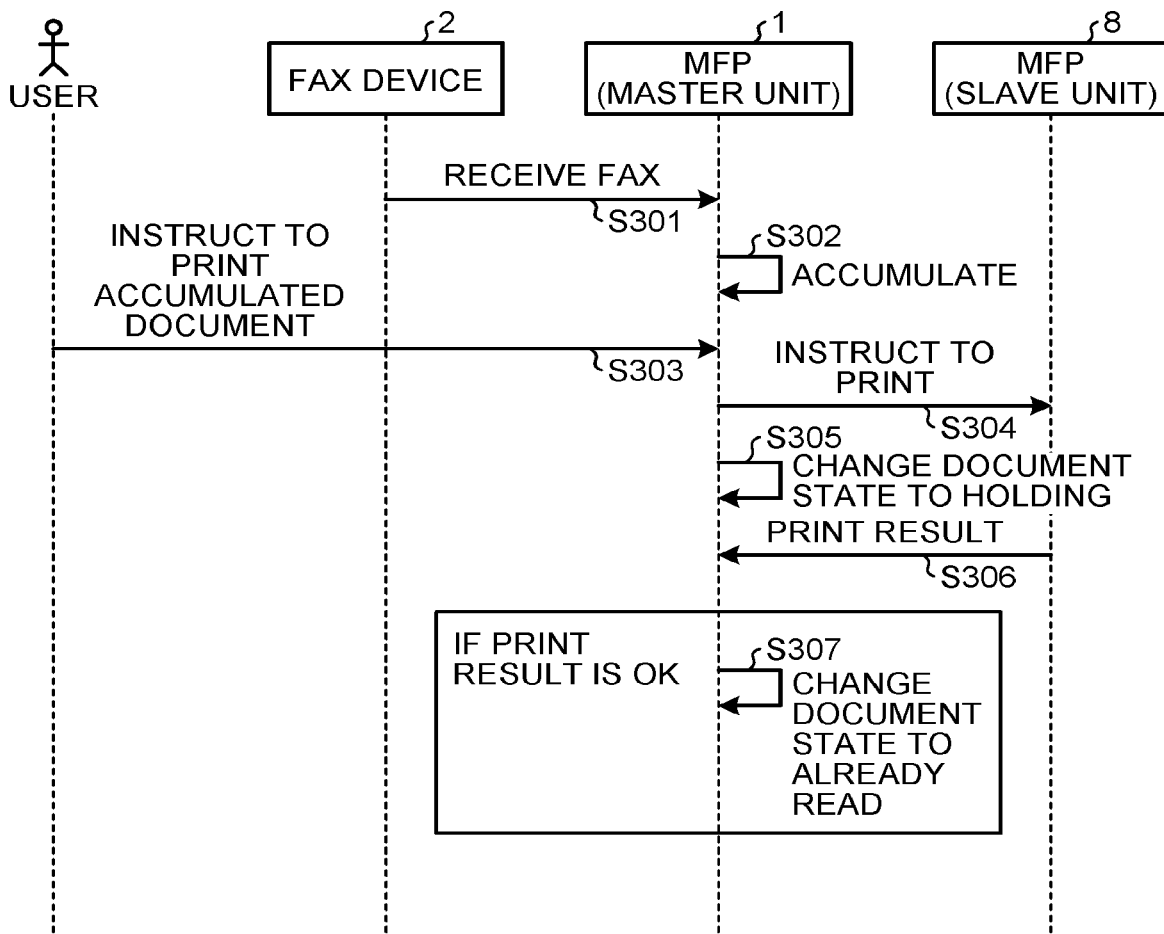 2
1
8
USER
FAX DEVICE
MFP
(MASTER UNIT)
MFP
(SLAVE UNIT)
RECEIVE FAX
S301
S302
ACCUMULATE
INSTRUCT TO
PRINT
ACCUMULATED
DOCUMENT
S303
INSTRUCT TO
PRINT
S304
S305
CHANGE DOCUMENT
STATE TO HOLDING
PRINT RESULT
S306
IF PRINT
RESULT IS OK
S307
CHANGE
DOCUMENT
STATE TO
ALREADY
READ